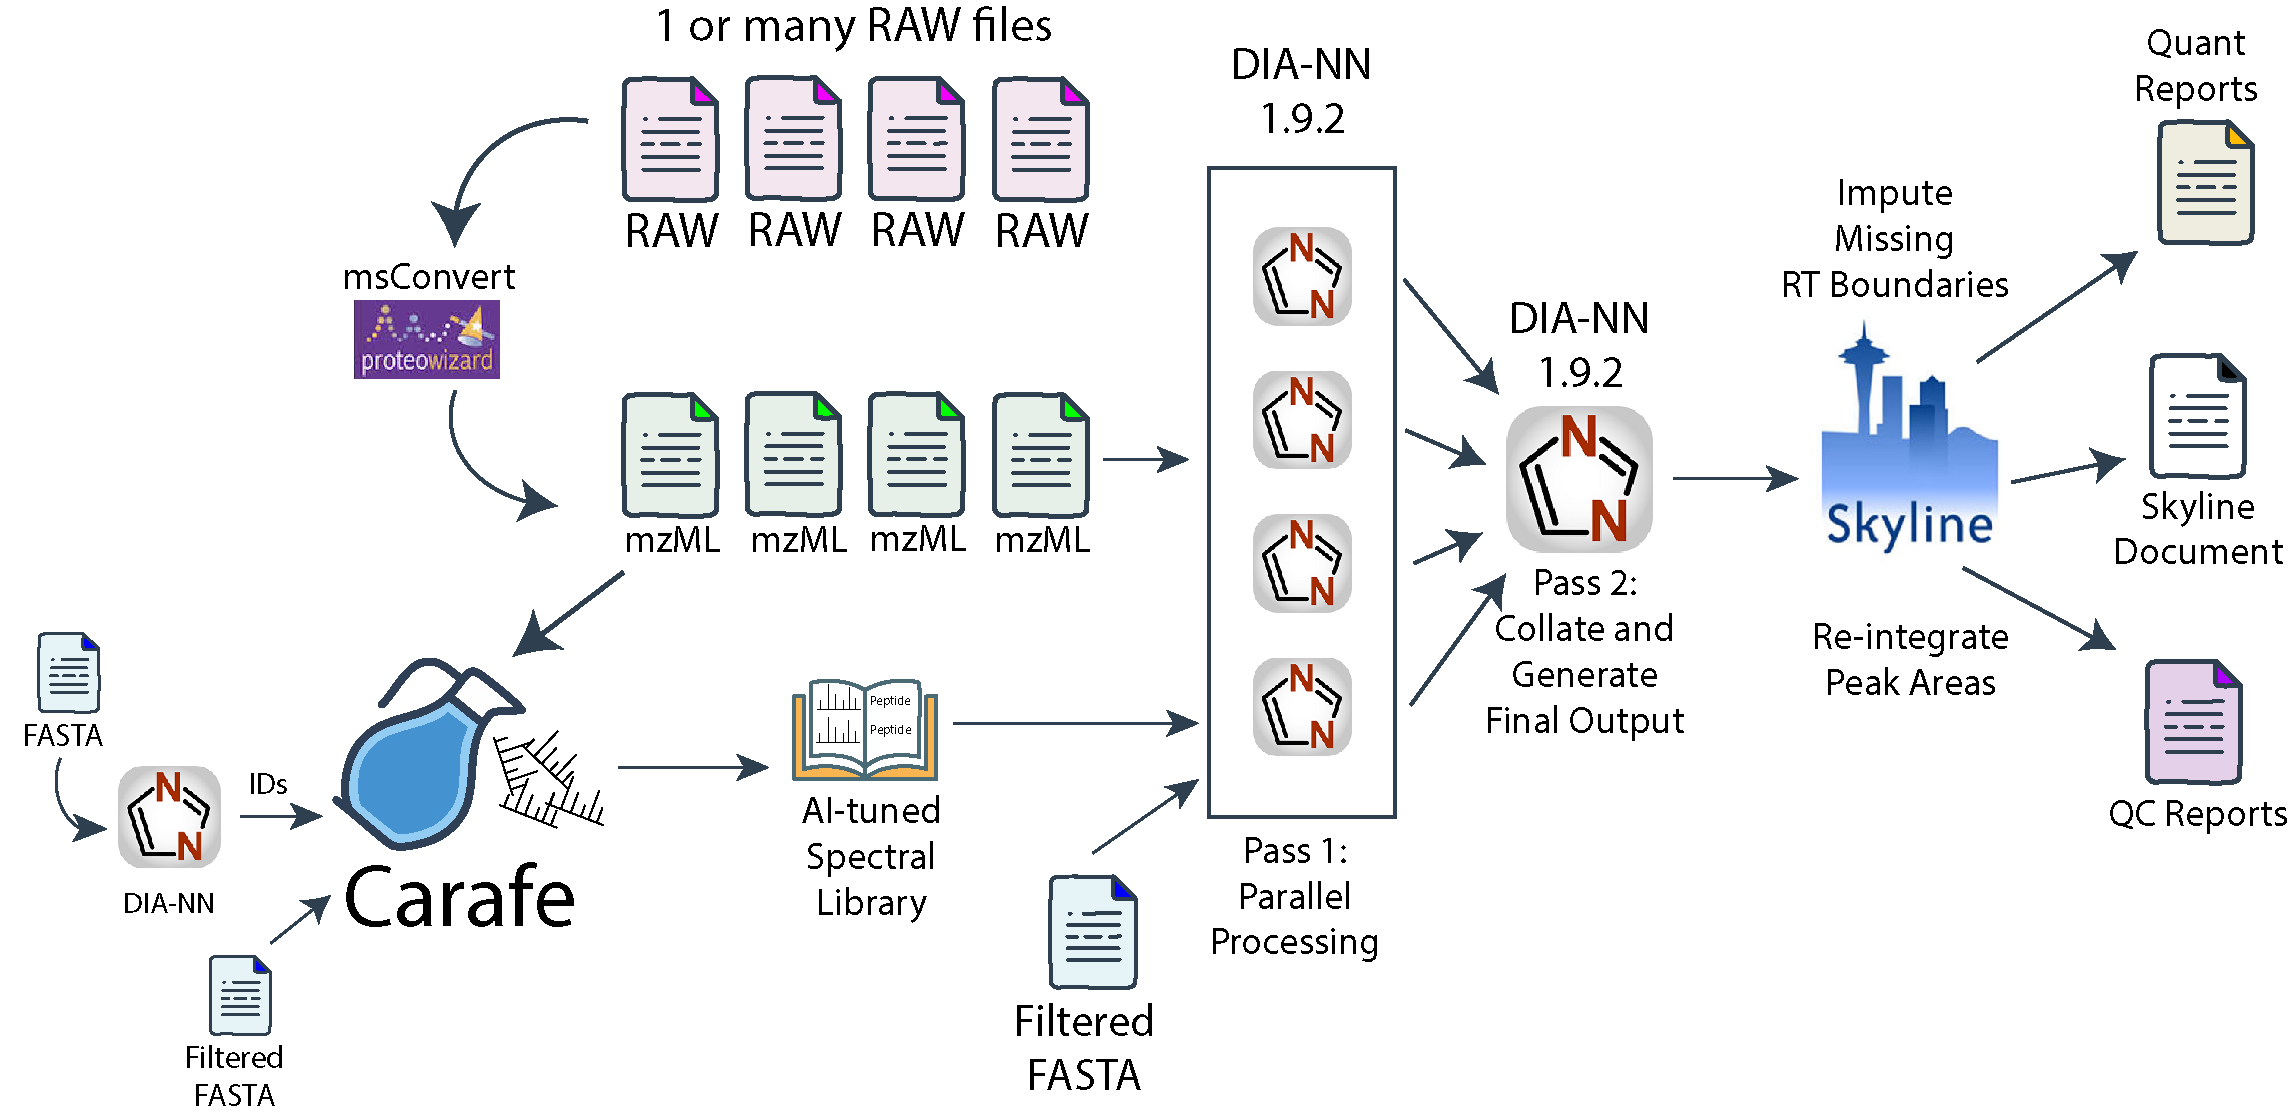 1 or many RAW files
RAW
RAW
RAW
RAW
msConvert
proteowizard
mzML
mzML
mzML
mzML
FASTA
DIA-NN
IDs
Filtered
FASTA
Carafe
Peptide
Peptide
AI-tuned
Spectral
Library
Filtered
FASTA
DIA-NN
1.9.2
N
N
N
N
N
N
N
N
Pass 1:
Parallel
Processing
DIA-NN
1.9.2
N
N
Pass 2:
Collate and
Generate
Final Output
Impute
Missing
RT Boundaries
Skyline
Re-integrate
Peak Areas
Quant
Reports
Skyline
Document
QC Reports
N
N